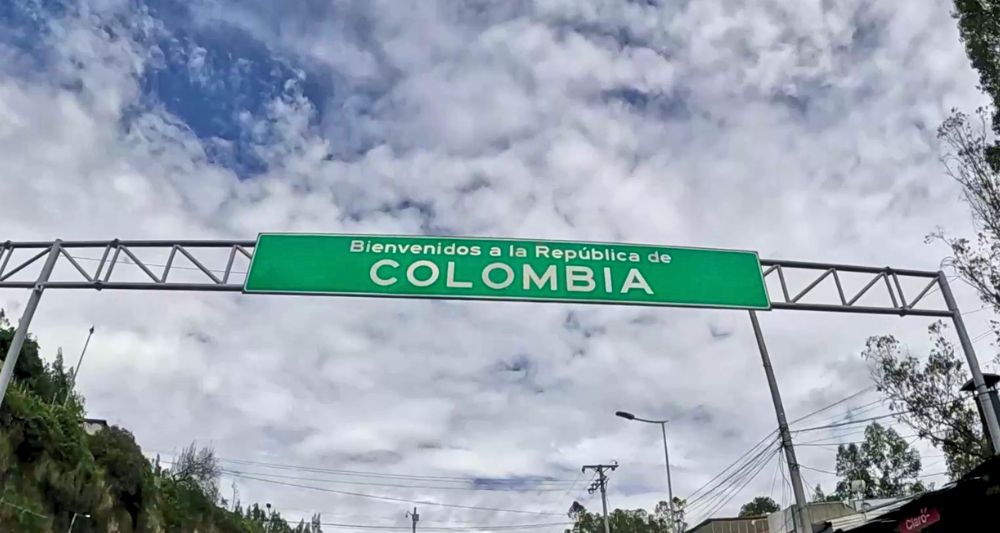 Bienvenidos a la República de
COLOMBIA
Claro